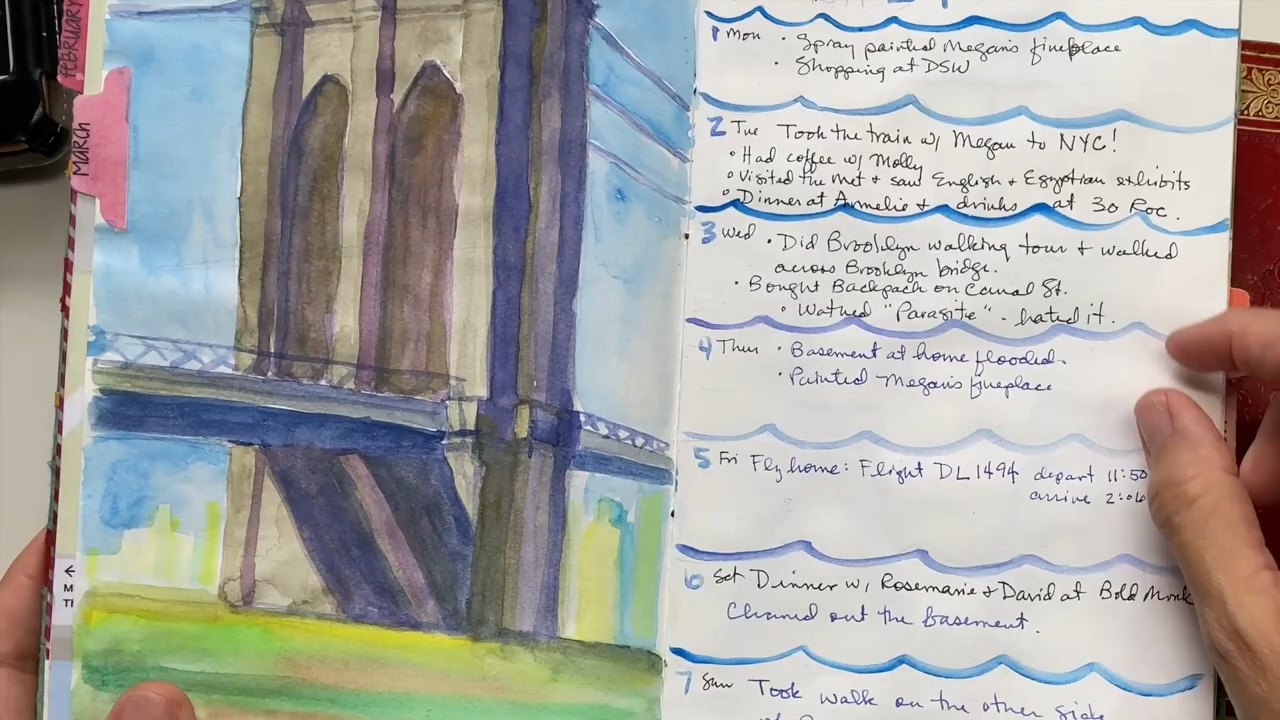 FEBRUARY
MARCH
←
M
TH
1 Mon • Spray painted Megan's fireplace
• Shopping at DSW
2 Tue Took the train w/ Megan to NYC!
• Had coffee w/ Molly
• Visited the Met + saw English + Egyptian exhibits
• Dinner at Armelie + drinks at 30 Roc.
3 Wed • Did Brooklyn walking tour + walked
across Brooklyn bridge.
• Bought Backpack on Canal St.
• Watched "Parasite" - hated it.
4 Thur • Basement at home flooded.
• Painted Megan's fireplace
5 Fri Fly home: Flight DL1494 depart 11:50
arrive 2:06
6 Sat Dinner w/ Rosemarie + David at Bold Monk
Cleaned out the basement.
7 Sun Took walk on the other side